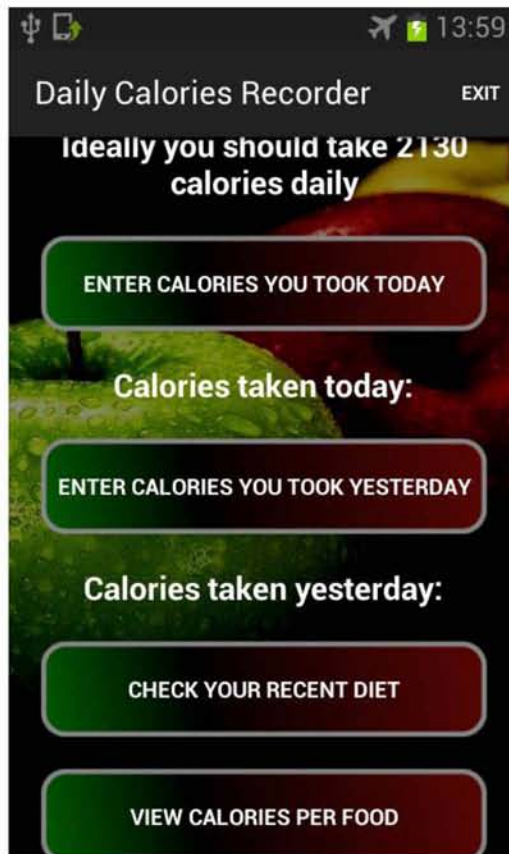 13:59
Daily Calories Recorder EXIT
Ideally you should take 2130
calories daily
ENTER CALORIES YOU TOOK TODAY
Calories taken today:
ENTER CALORIES YOU TOOK YESTERDAY
Calories taken yesterday:
CHECK YOUR RECENT DIET
VIEW CALORIES PER FOOD